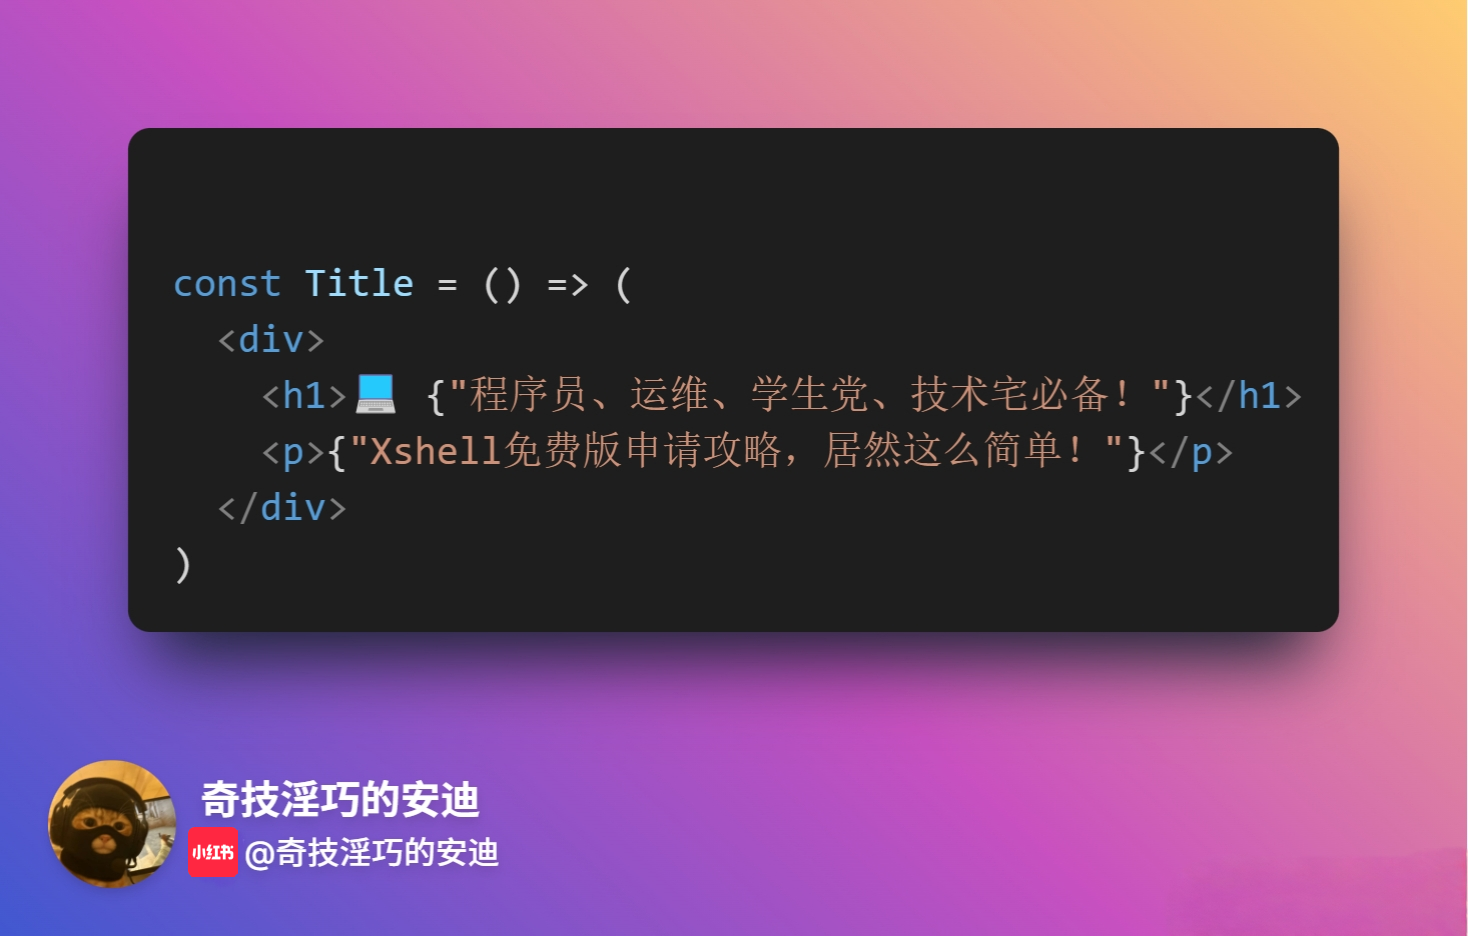 const Title = () => (
<div>
<h1>💻 {"程序员、运维、学生党、技术宅必备！"}</h1>
<p>{"Xshell免费版申请攻略，居然这么简单！"}</p>
</div>
)
奇技淫巧的安迪
小红书 @奇技淫巧的安迪